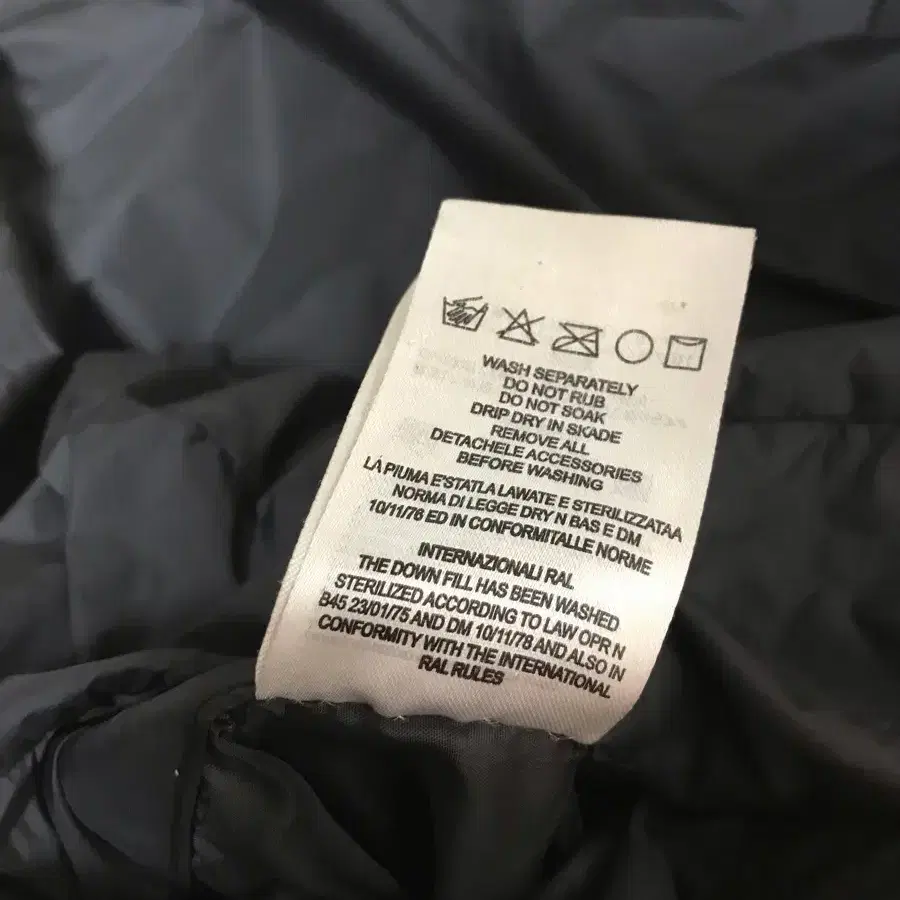 WASH SEPARATELY
DO NOT RUB
DO NOT SOAK
DRIP DRY IN SKADE
REMOVE ALL
DETACHELE ACCESSORIES
BEFORE WASHING
LÀ PIUMA E'STATLA LAWATE E STERILIZZATAA
NORMA DI LEGGE DRY N BAS E DM
10/11/76 ED IN CONFORMITALLE NORME
INTERNAZIONALI RAL
THE DOWN FILL HAS BEEN WASHED
STERILIZED ACCORDING TO LAW OPR N
B45 23/01/75 AND DM 10/11/78 AND ALSO IN
CONFORMITY WITH THE INTERNATIONAL
RAL RULES